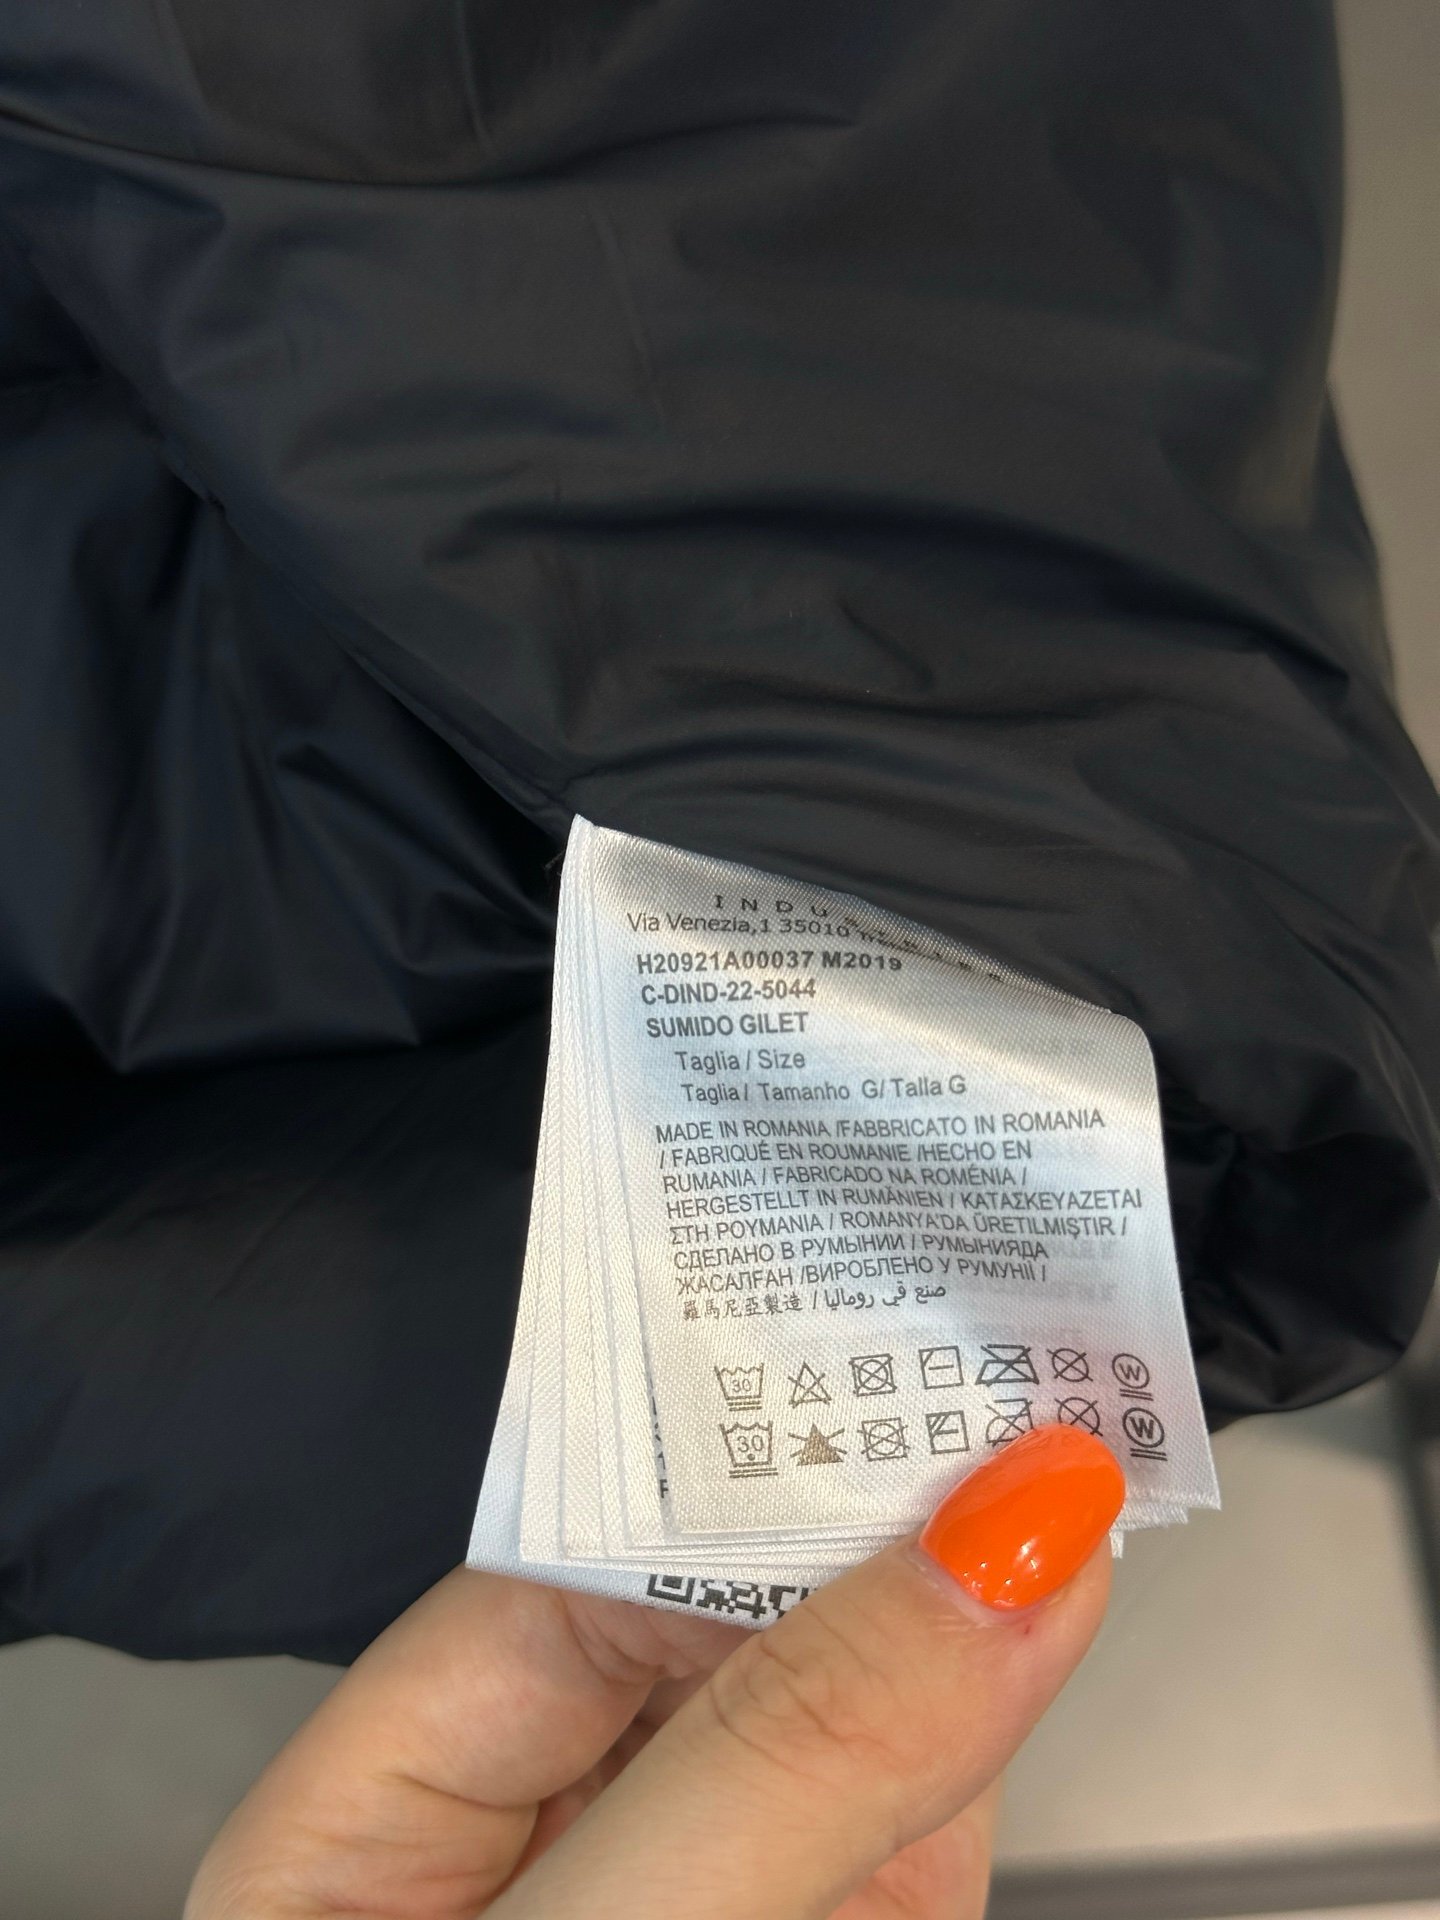 I N D U S T R I E S
Via Venezia,1 35010
H20921A00037 M2019
C-DIND-22-5044
SUMIDO GILET
Taglia / Size
Taglia / Tamanho G/ Talla G
MADE IN ROMANIA /FABBRICATO IN ROMANIA
/ FABRIQUÉ EN ROUMANIE /HECHO EN
RUMANIA / FABRICADO NA ROMÉNIA /
HERGESTELLT IN RUMÄNIEN / ΚΑΤΑΣΚΕΥΑΖΕΤΑΙ
ΣΤΗ ΡΟΥΜΑΝΙΑ / ROMANYA'DA ÜRETILMIŞTIR /
СДЕЛАНО В РУМЫНИИ / РУМЫНИЯДА
ЖАСАЛҒАН /ВИРОБЛЕНО У РУМУНІЇ /
羅馬尼亞製造 / صنع في رومانيا
30 W
30 W